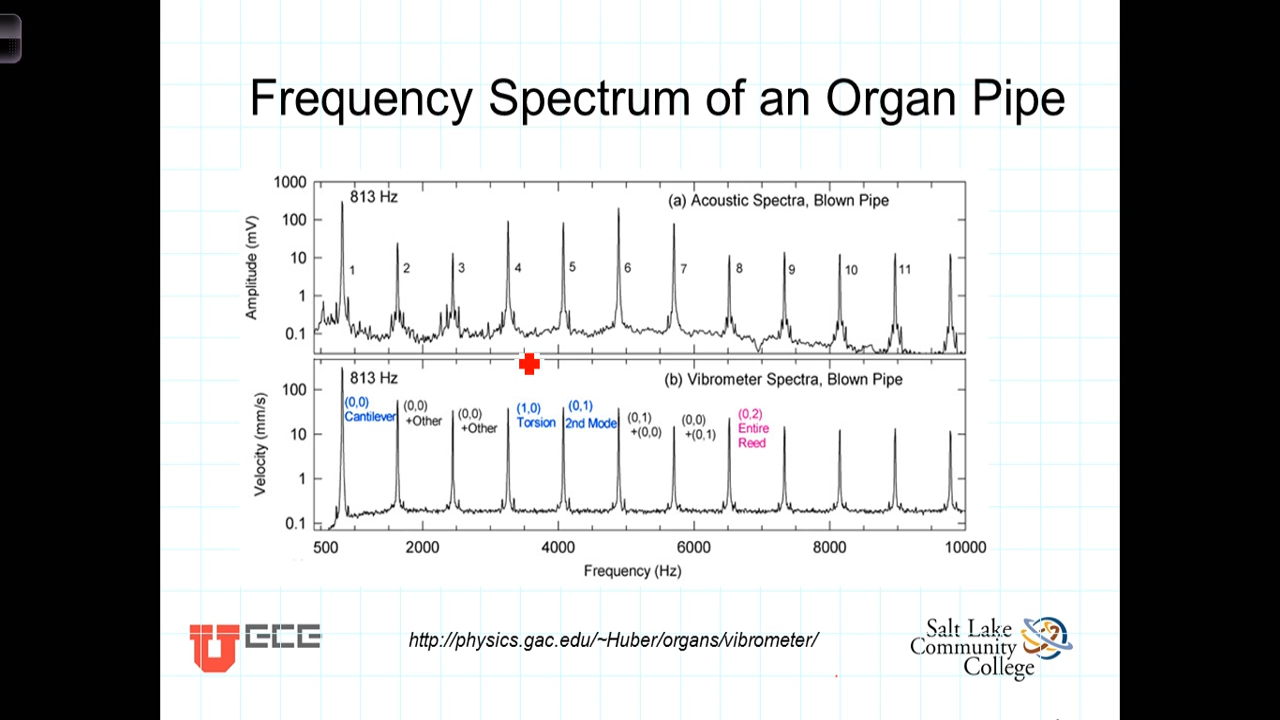 Frequency Spectrum of an Organ Pipe
1000
100
10
1
0.1
Amplitude (mV)
813 Hz
(a) Acoustic Spectra, Blown Pipe
1 2 3 4 5 6 7 8 9 10 11
100
10
1
0.1
Velocity (mm/s)
813 Hz
(b) Vibrometer Spectra, Blown Pipe
(0,0)
Cantilever
(0,0)
+Other
(0,0)
+Other
(1,0)
Torsion
(0,1)
2nd Mode
(0,1)
+(0,0)
(0,0)
+(0,1)
(0,2)
Entire
Reed
500 2000 4000 6000 8000 10000
Frequency (Hz)
U ECE
http://physics.gac.edu/~Huber/organs/vibrometer/
Salt Lake
Community
College